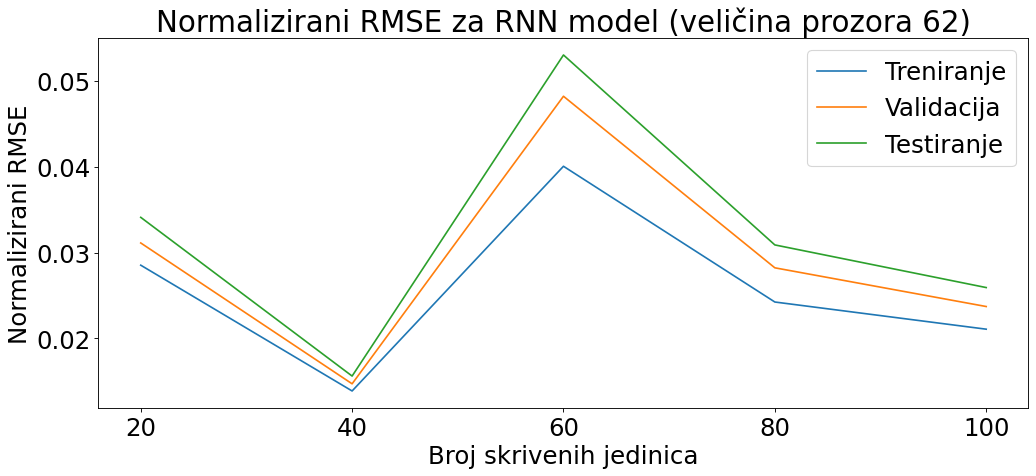 Normalizirani RMSE za RNN model (veličina prozora 62)
Treniranje
Validacija
Testiranje
Normalizirani RMSE
0.05
0.04
0.03
0.02
20 40 60 80 100
Broj skrivenih jedinica